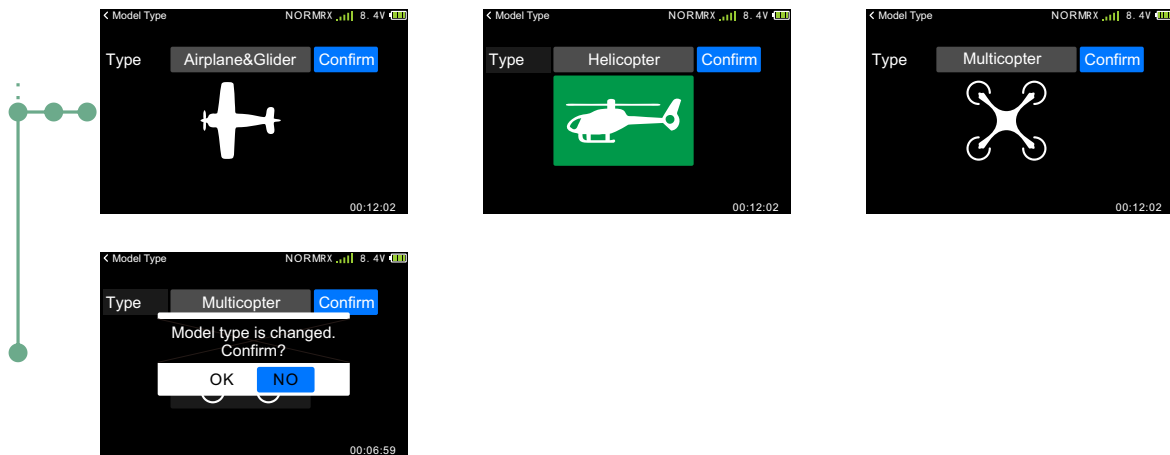 < Model Type NORMRX 8.4V
Type Airplane&Glider Confirm
00:12:02
< Model Type NORMRX 8.4V
Type Helicopter Confirm
00:12:02
< Model Type NORMRX 8.4V
Type Multicopter Confirm
00:12:02
< Model Type NORMRX 8.4V
Type Multicopter Confirm
Model type is changed.
Confirm?
OK NO
00:06:59